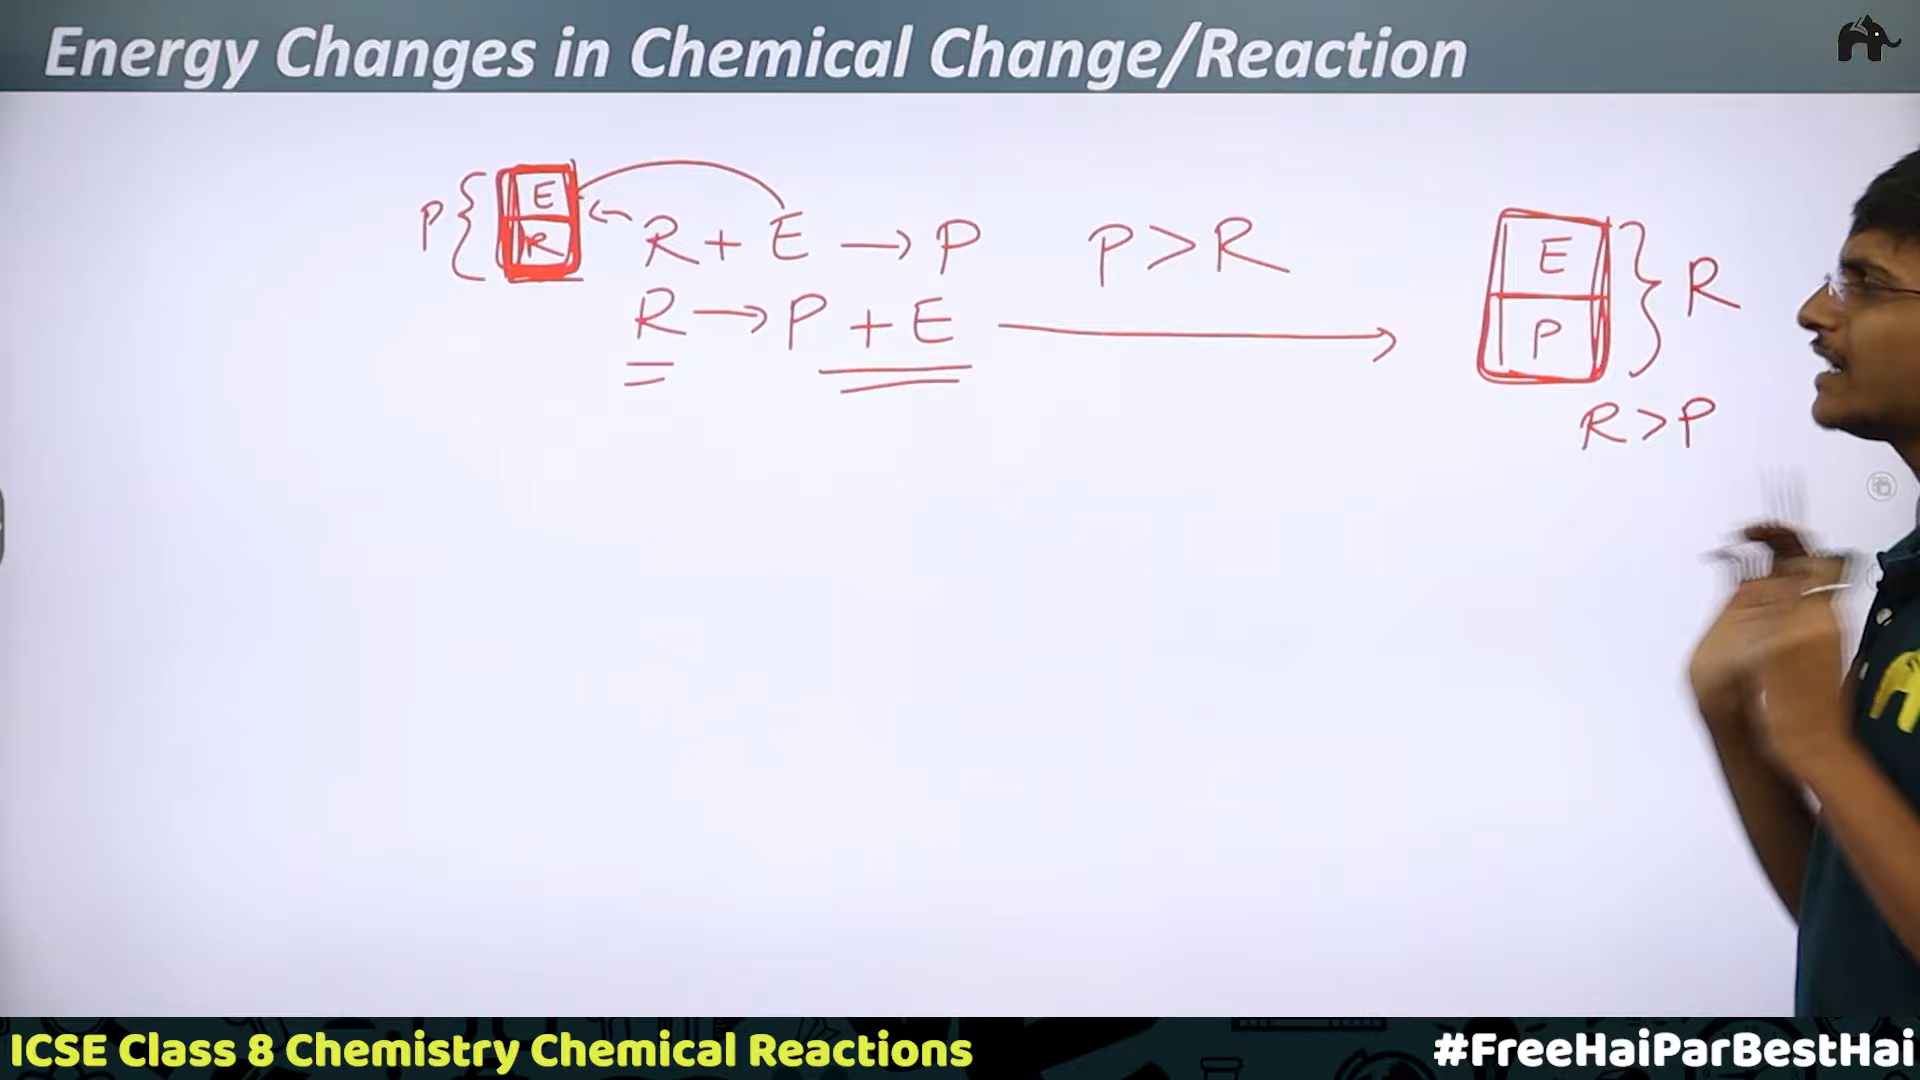 Energy Changes in Chemical Change/Reaction
P { E
R
R + E → P
P > R
R → P + E →
E
P } R
R > P
ICSE Class 8 Chemistry Chemical Reactions
#FreeHaiParBestHai